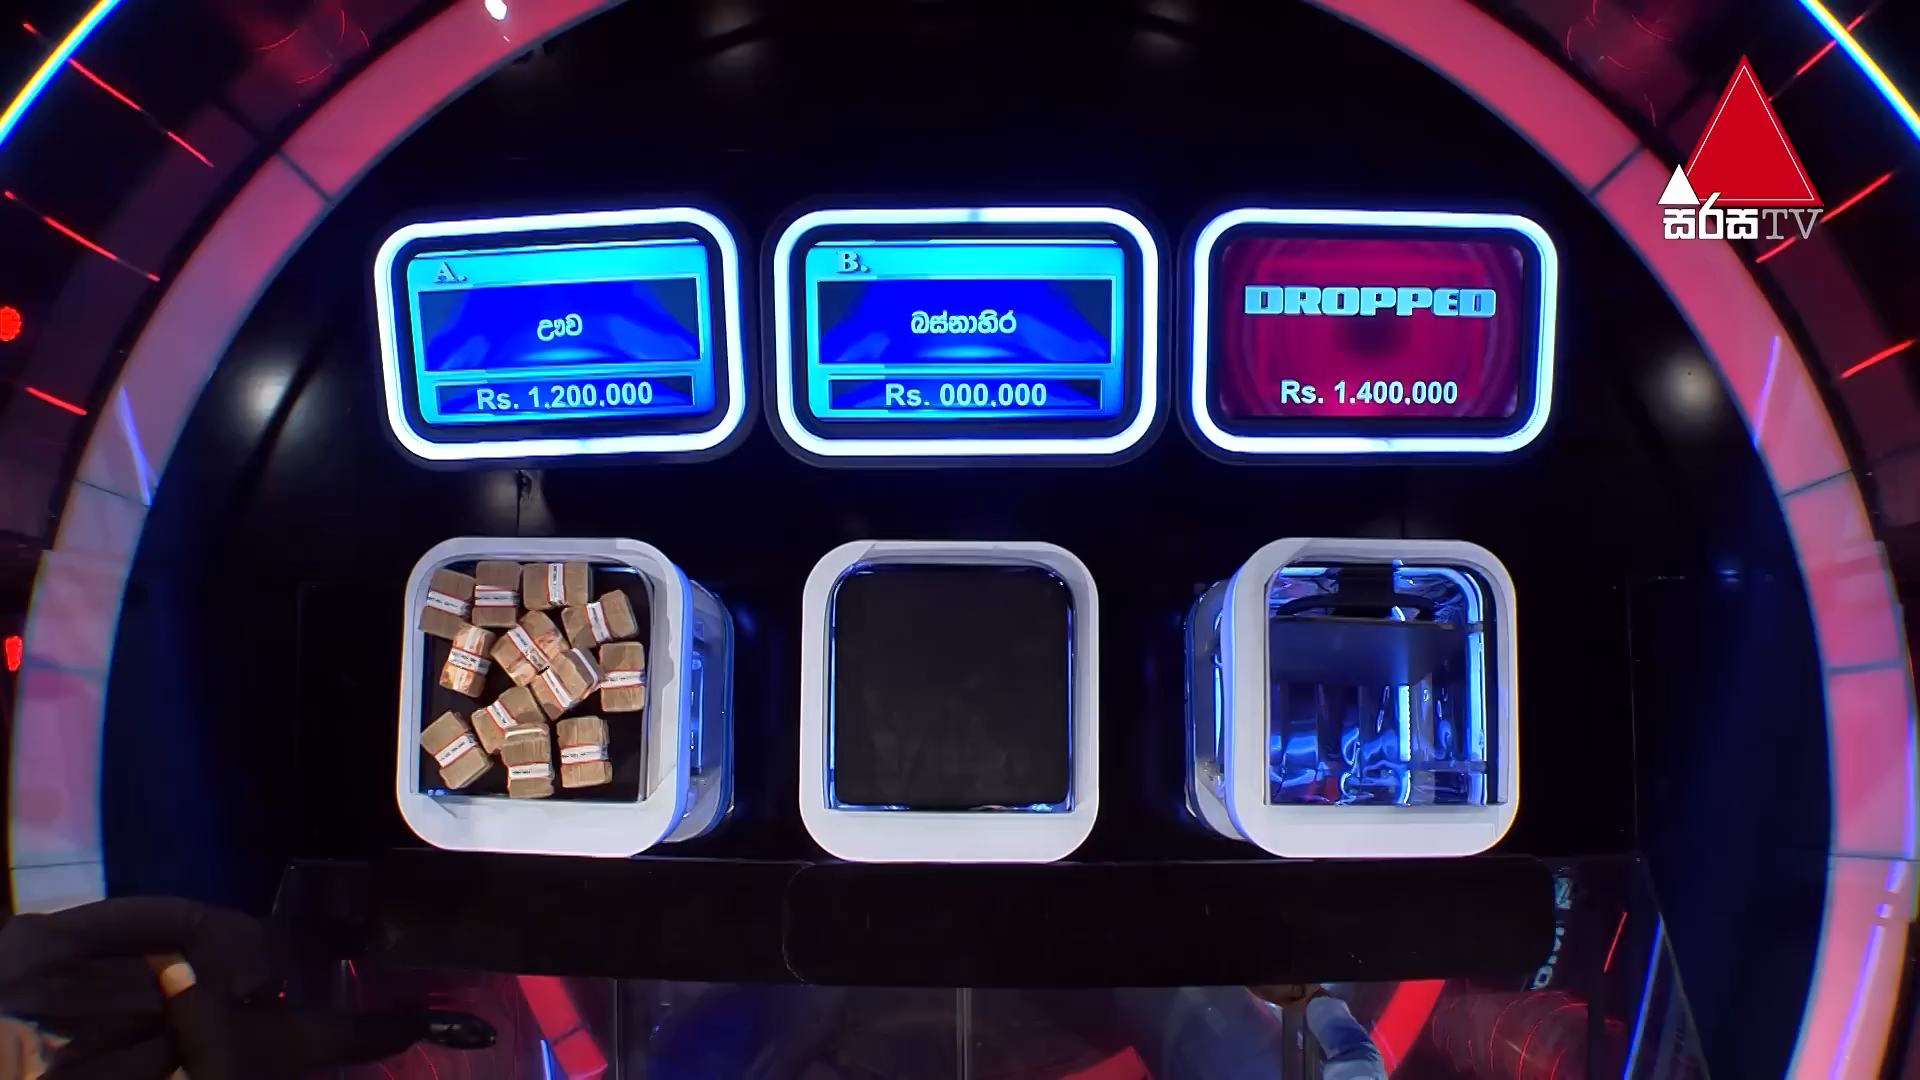 සිරස TV
A.
ඌව
Rs. 1,200,000
B.
බස්නාහිර
Rs. 000,000
DROPPED
Rs. 1,400,000